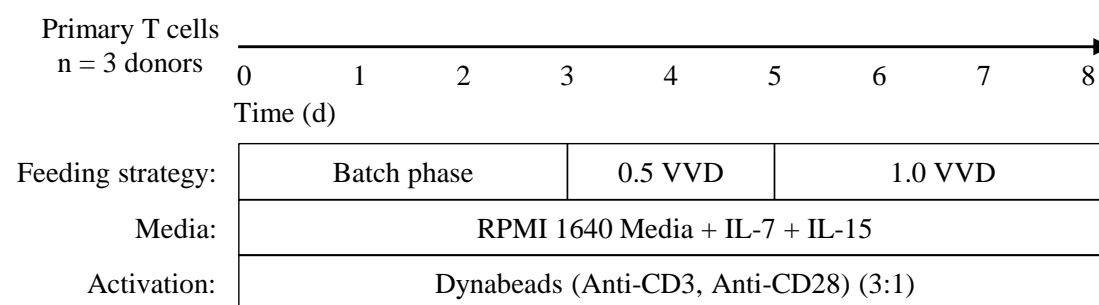 Primary T cells
n = 3 donors
0 1 2 3 4 5 6 7 8
Time (d)
Feeding strategy: Batch phase 0.5 VVD 1.0 VVD
Media: RPMI 1640 Media + IL-7 + IL-15
Activation: Dynabeads (Anti-CD3, Anti-CD28) (3:1)